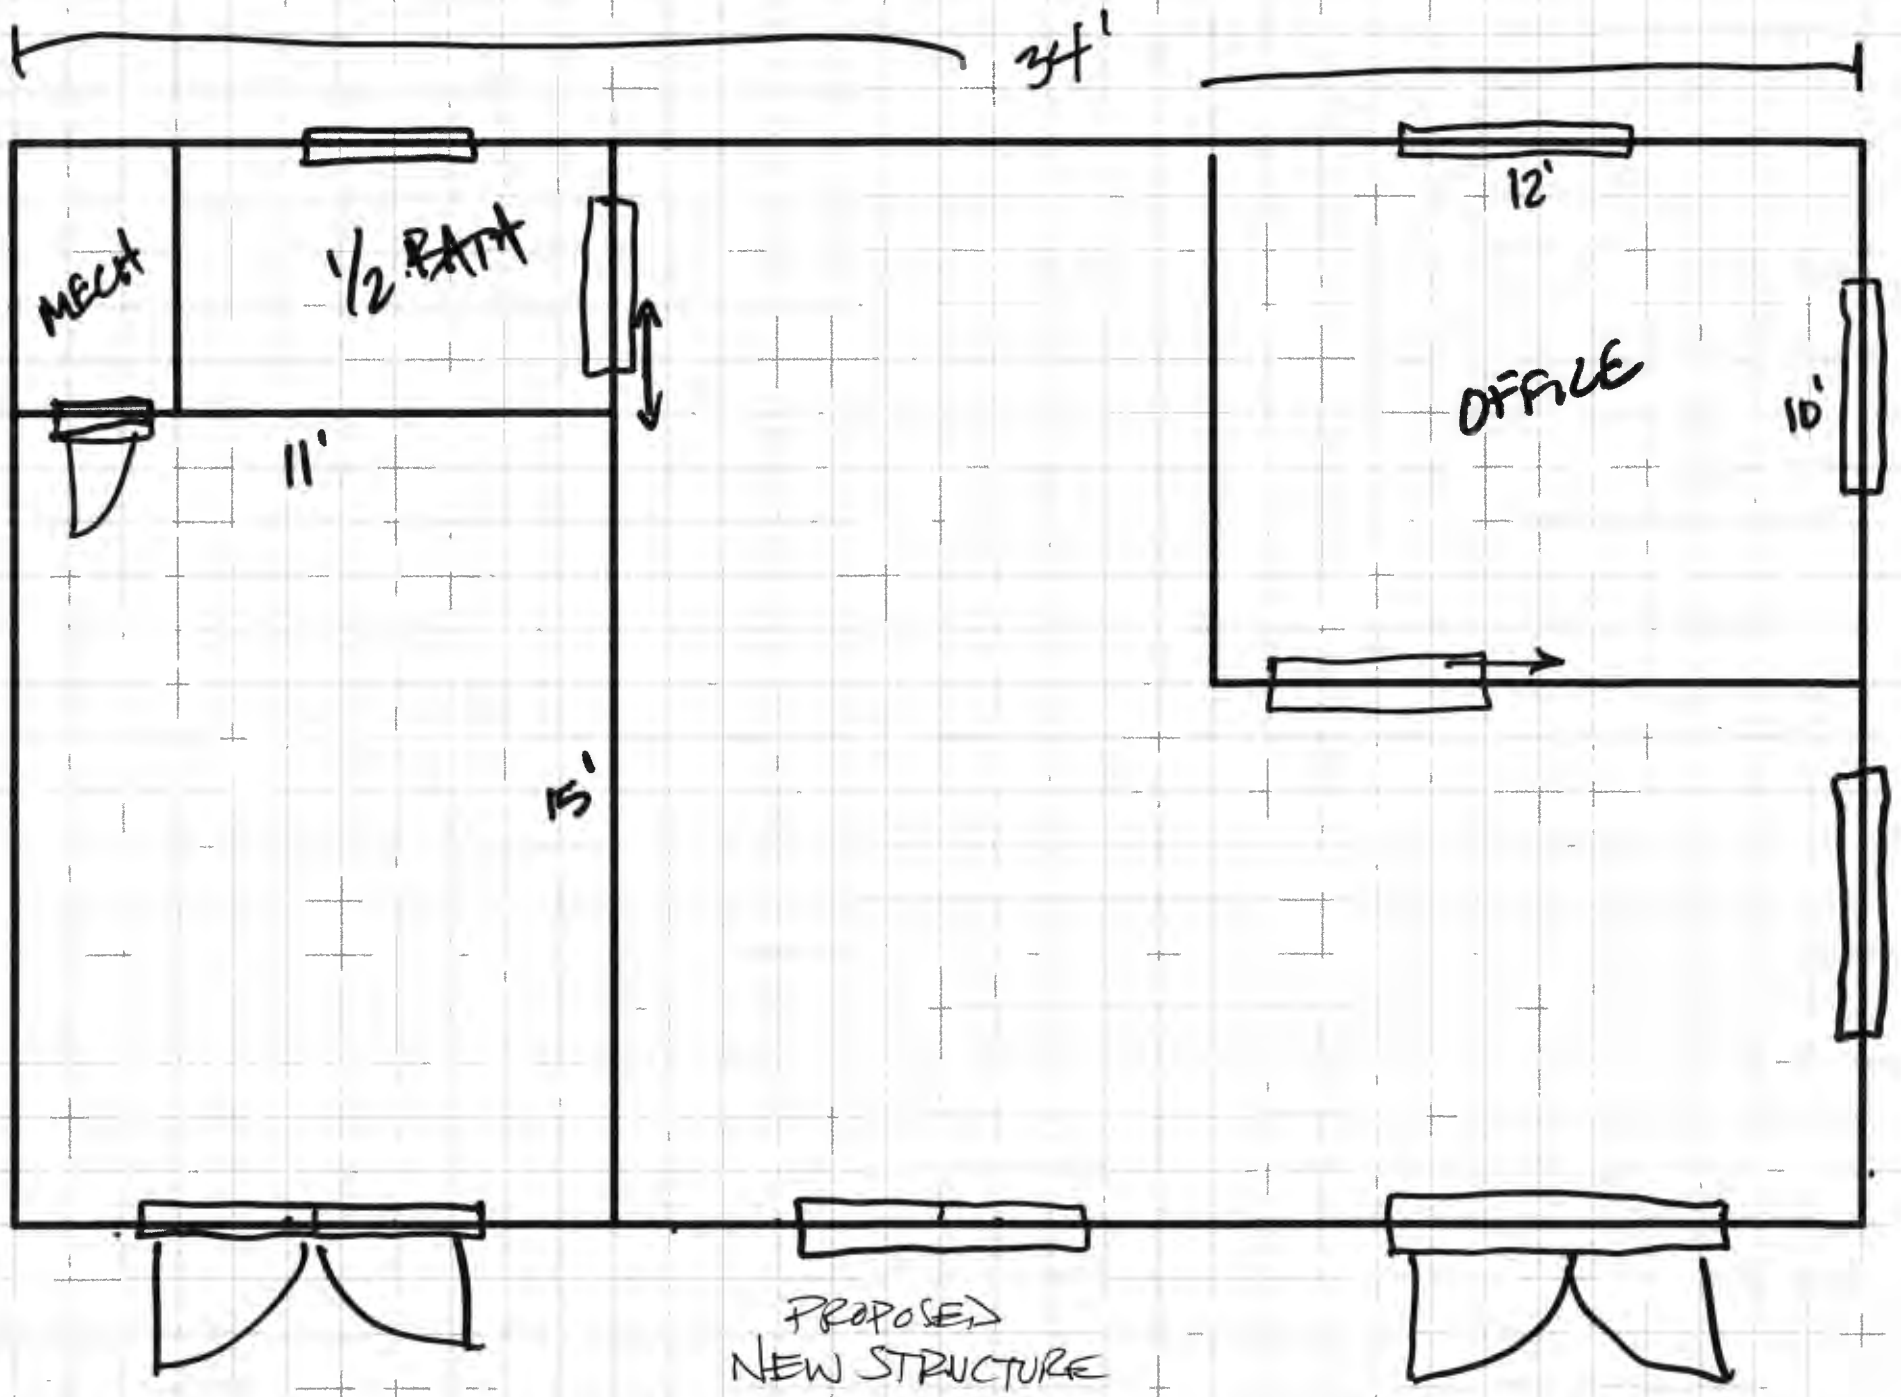 34'
12'
MECH
1/2 BATH
OFFICE
10'
11'
15'
PROPOSED
NEW STRUCTURE